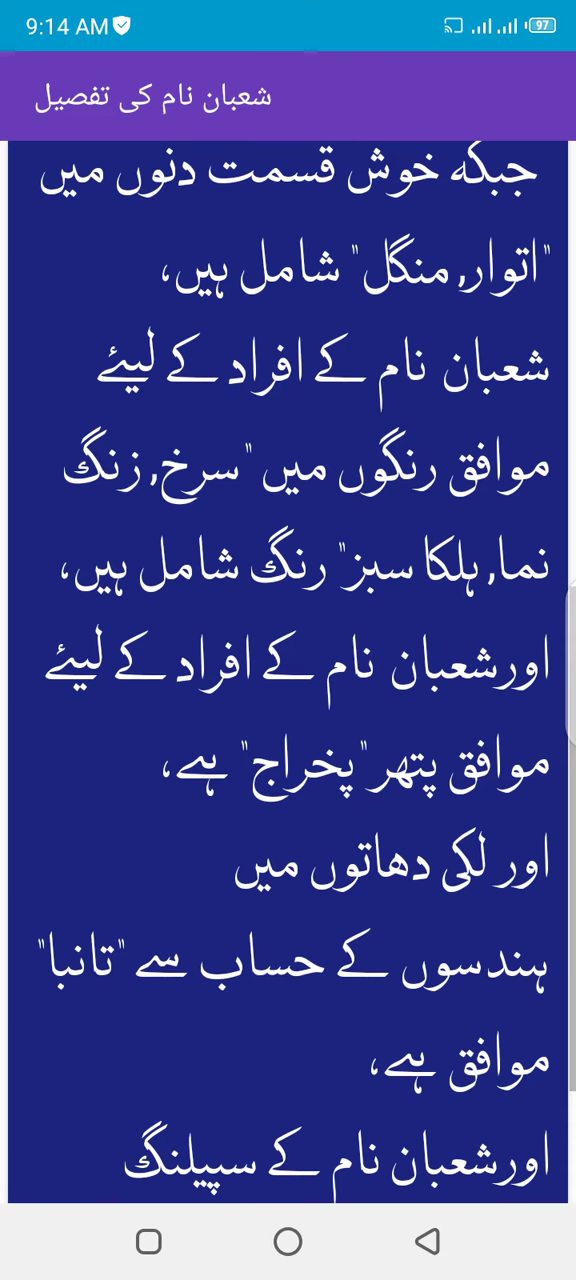 9:14 AM
97
شعبان نام کی تفصیل
جبکہ خوش قسمت دنوں میں
"اتوار, منگل" شامل ہیں،
شعبان نام کے افراد کے لیئے
موافق رنگوں میں "سرخ, زنگ
نما, ہلکا سبز" رنگ شامل ہیں،
اورشعبان نام کے افراد کے لیئے
موافق پتھر "پخراج" ہے،
اور لکی دھاتوں میں
ہندسوں کے حساب سے "تانبا"
موافق ہے،
اورشعبان نام کے سپیلنگ